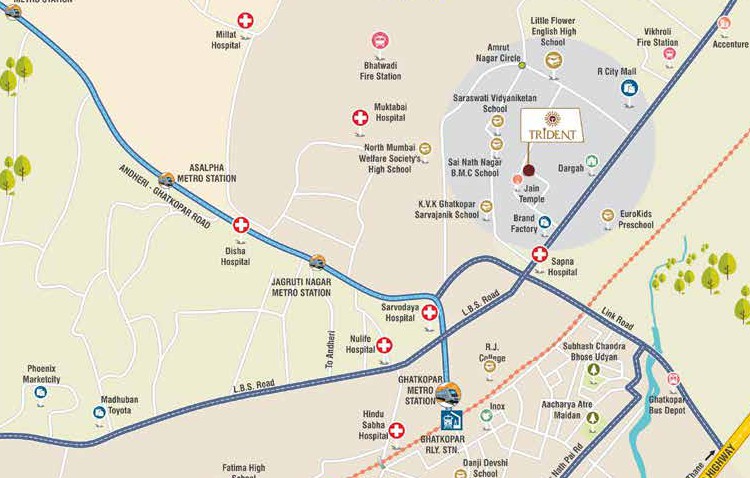 METRO STATION
Millat
Hospital
Bhatwadi
Fire Station
Little Flower
English High
School
Amrut
Nagar Circle
Vikhroli
Fire Station
Accenture
R City Mall
Muktabai
Hospital
Saraswati Vidyaniketan
School
TRIDENT
North Mumbai
Welfare Society's
High School
Sai Nath Nagar
B.M.C School
Dargah
Jain
Temple
ASALPHA
METRO STATION
ANDHERI - GHATKOPAR ROAD
K.V.K Ghatkopar
Sarvajanik School
Brand
Factory
EuroKids
Preschool
Disha
Hospital
Sapna
Hospital
JAGRUTI NAGAR
METRO STATION
Sarvodaya
Hospital
L.B.S. Road
Link Road
To Andheri
Nulife
Hospital
R.J.
College
Subhash Chandra
Bhose Udyan
Phoenix
Marketcity
Madhuban
Toyota
L.B.S. Road
GHATKOPAR
METRO
STATION
Inox
Aacharya Atre
Maidan
Ghatkopar
Bus Depot
Hindu
Sabha
Hospital
GHATKOPAR
RLY. STN.
Fatima High
School
Danji Devshi
School
Nath Pai Rd
Thane
HIGHWAY